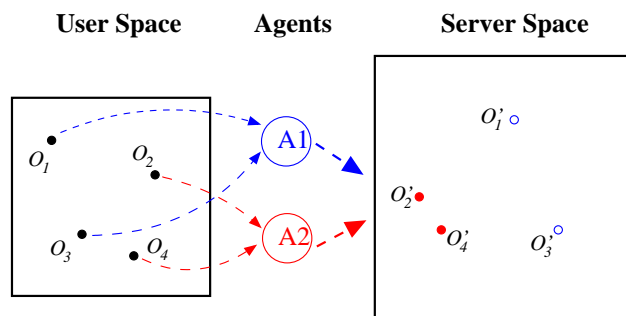 User Space Agents Server Space
O1
O2
O3
O4
A1
A2
O'1
O'2
O'4
O'3